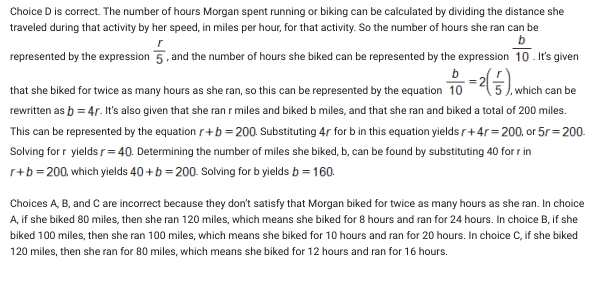 Choice D is correct. The number of hours Morgan spent running or biking can be calculated by dividing the distance she
traveled during that activity by her speed, in miles per hour, for that activity. So the number of hours she ran can be
represented by the expression r/5, and the number of hours she biked can be represented by the expression b/10. It's given
that she biked for twice as many hours as she ran, so this can be represented by the equation b/10 = 2(r/5), which can be
rewritten as b = 4r. It's also given that she ran r miles and biked b miles, and that she ran and biked a total of 200 miles.
This can be represented by the equation r+b = 200. Substituting 4r for b in this equation yields r+4r = 200, or 5r = 200.
Solving for r yields r = 40. Determining the number of miles she biked, b, can be found by substituting 40 for r in
r+b = 200, which yields 40+b = 200. Solving for b yields b = 160.
Choices A, B, and C are incorrect because they don't satisfy that Morgan biked for twice as many hours as she ran. In choice
A, if she biked 80 miles, then she ran 120 miles, which means she biked for 8 hours and ran for 24 hours. In choice B, if she
biked 100 miles, then she ran 100 miles, which means she biked for 10 hours and ran for 20 hours. In choice C, if she biked
120 miles, then she ran for 80 miles, which means she biked for 12 hours and ran for 16 hours.